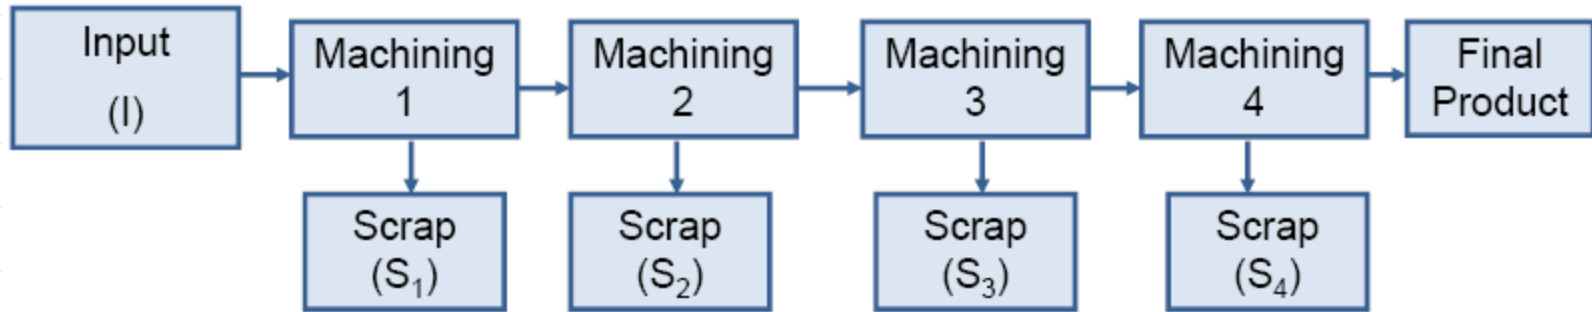 Input
(I)
Machining
1
Machining
2
Machining
3
Machining
4
Final
Product
Scrap
(S₁)
Scrap
(S₂)
Scrap
(S₃)
Scrap
(S₄)